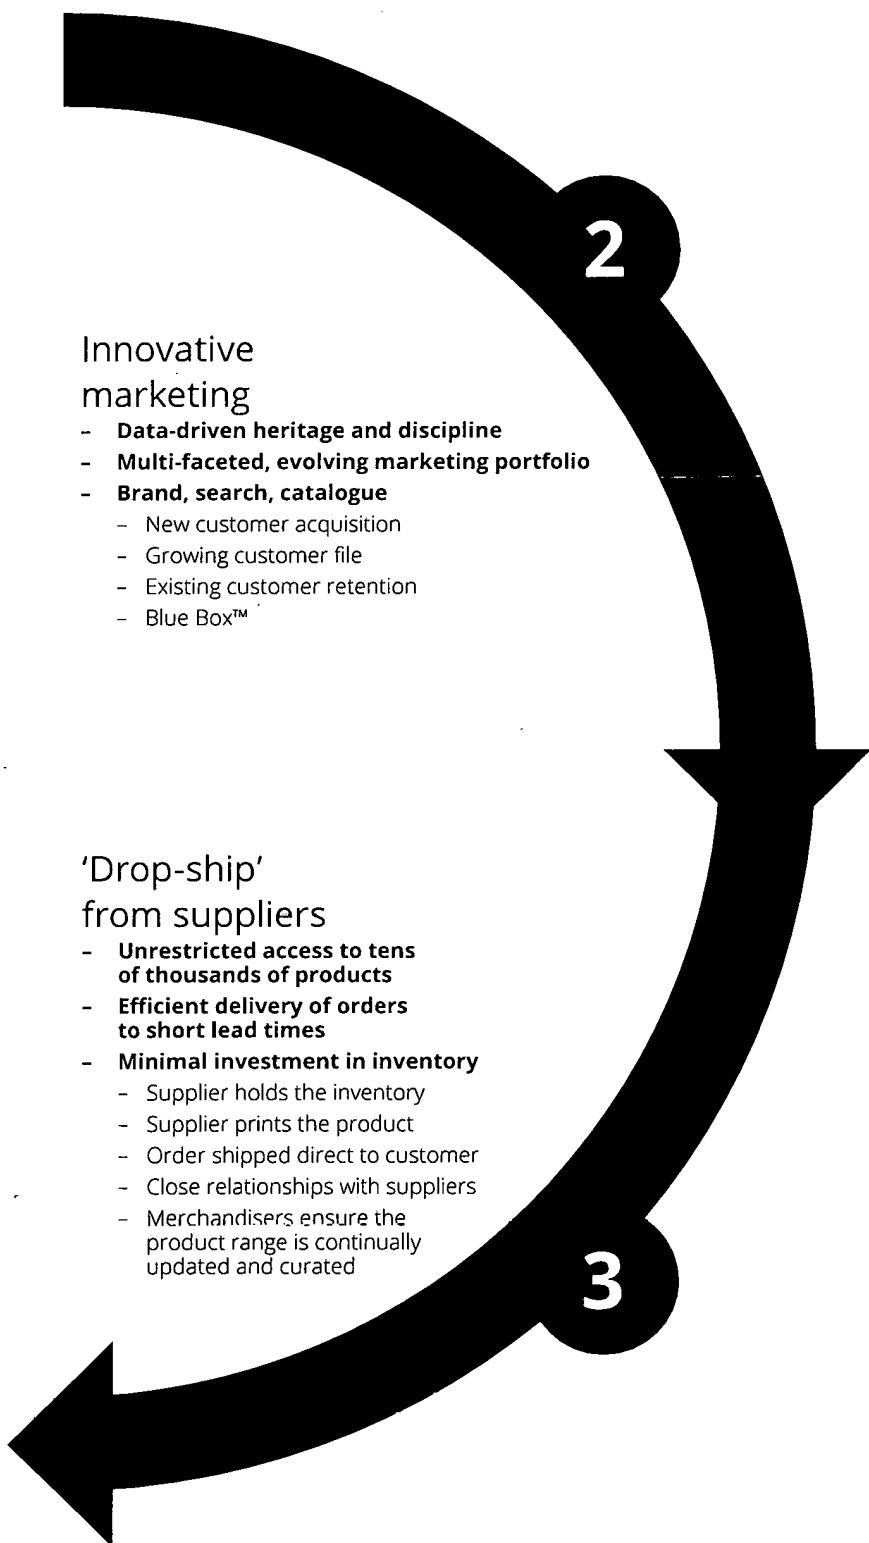 2
Innovative
marketing
– Data-driven heritage and discipline
– Multi-faceted, evolving marketing portfolio
– Brand, search, catalogue
– New customer acquisition
– Growing customer file
– Existing customer retention
– Blue Box™
‘Drop-ship’
from suppliers
– Unrestricted access to tens
of thousands of products
– Efficient delivery of orders
to short lead times
– Minimal investment in inventory
– Supplier holds the inventory
– Supplier prints the product
– Order shipped direct to customer
– Close relationships with suppliers
– Merchandisers ensure the
product range is continually
updated and curated
3